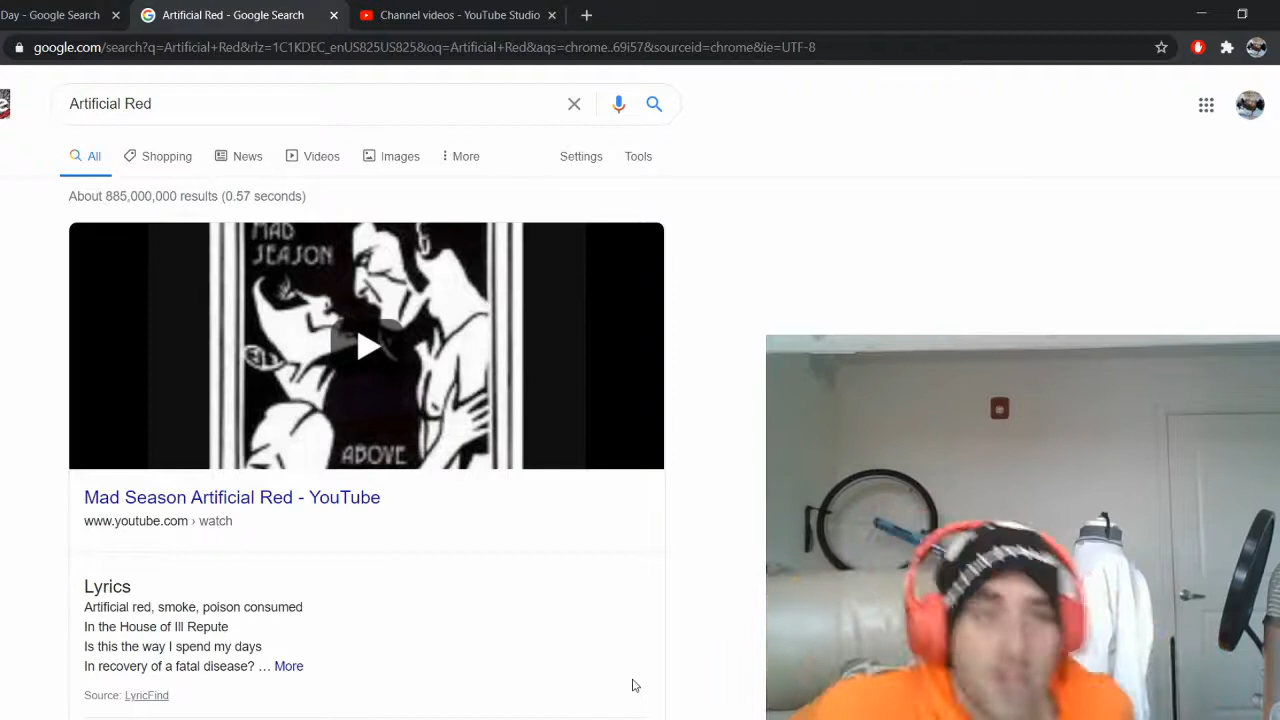 Day - Google Search
Artificial Red - Google Search
Channel videos - YouTube Studio
google.com/search?q=Artificial+Red&rlz=1C1KDEC_enUS825US825&oq=Artificial+Red&aqs=chrome..69i57&sourceid=chrome&ie=UTF-8
Artificial Red
All
Shopping
News
Videos
Images
More
Settings
Tools
About 885,000,000 results (0.57 seconds)
MAD
SEASON
ABOVE
Mad Season Artificial Red - YouTube
www.youtube.com › watch
Lyrics
Artificial red, smoke, poison consumed
In the House of Ill Repute
Is this the way I spend my days
In recovery of a fatal disease? … More
Source: LyricFind